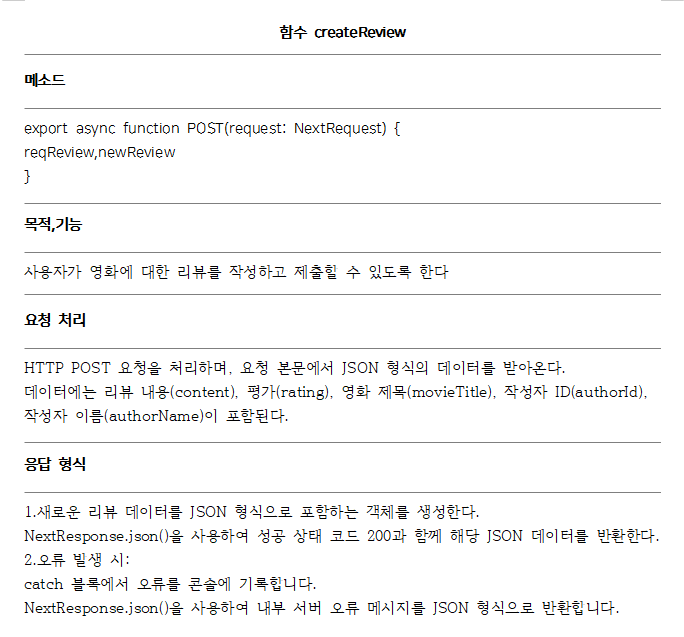 함수 createReview
메소드
export async function POST(request: NextRequest) {
reqReview,newReview
}
목적,기능
사용자가 영화에 대한 리뷰를 작성하고 제출할 수 있도록 한다
요청 처리
HTTP POST 요청을 처리하며, 요청 본문에서 JSON 형식의 데이터를 받아온다.
데이터에는 리뷰 내용(content), 평가(rating), 영화 제목(movieTitle), 작성자 ID(authorId),
작성자 이름(authorName)이 포함된다.
응답 형식
1.새로운 리뷰 데이터를 JSON 형식으로 포함하는 객체를 생성한다.
NextResponse.json()을 사용하여 성공 상태 코드 200과 함께 해당 JSON 데이터를 반환한다.
2.오류 발생 시:
catch 블록에서 오류를 콘솔에 기록합니다.
NextResponse.json()을 사용하여 내부 서버 오류 메시지를 JSON 형식으로 반환합니다.